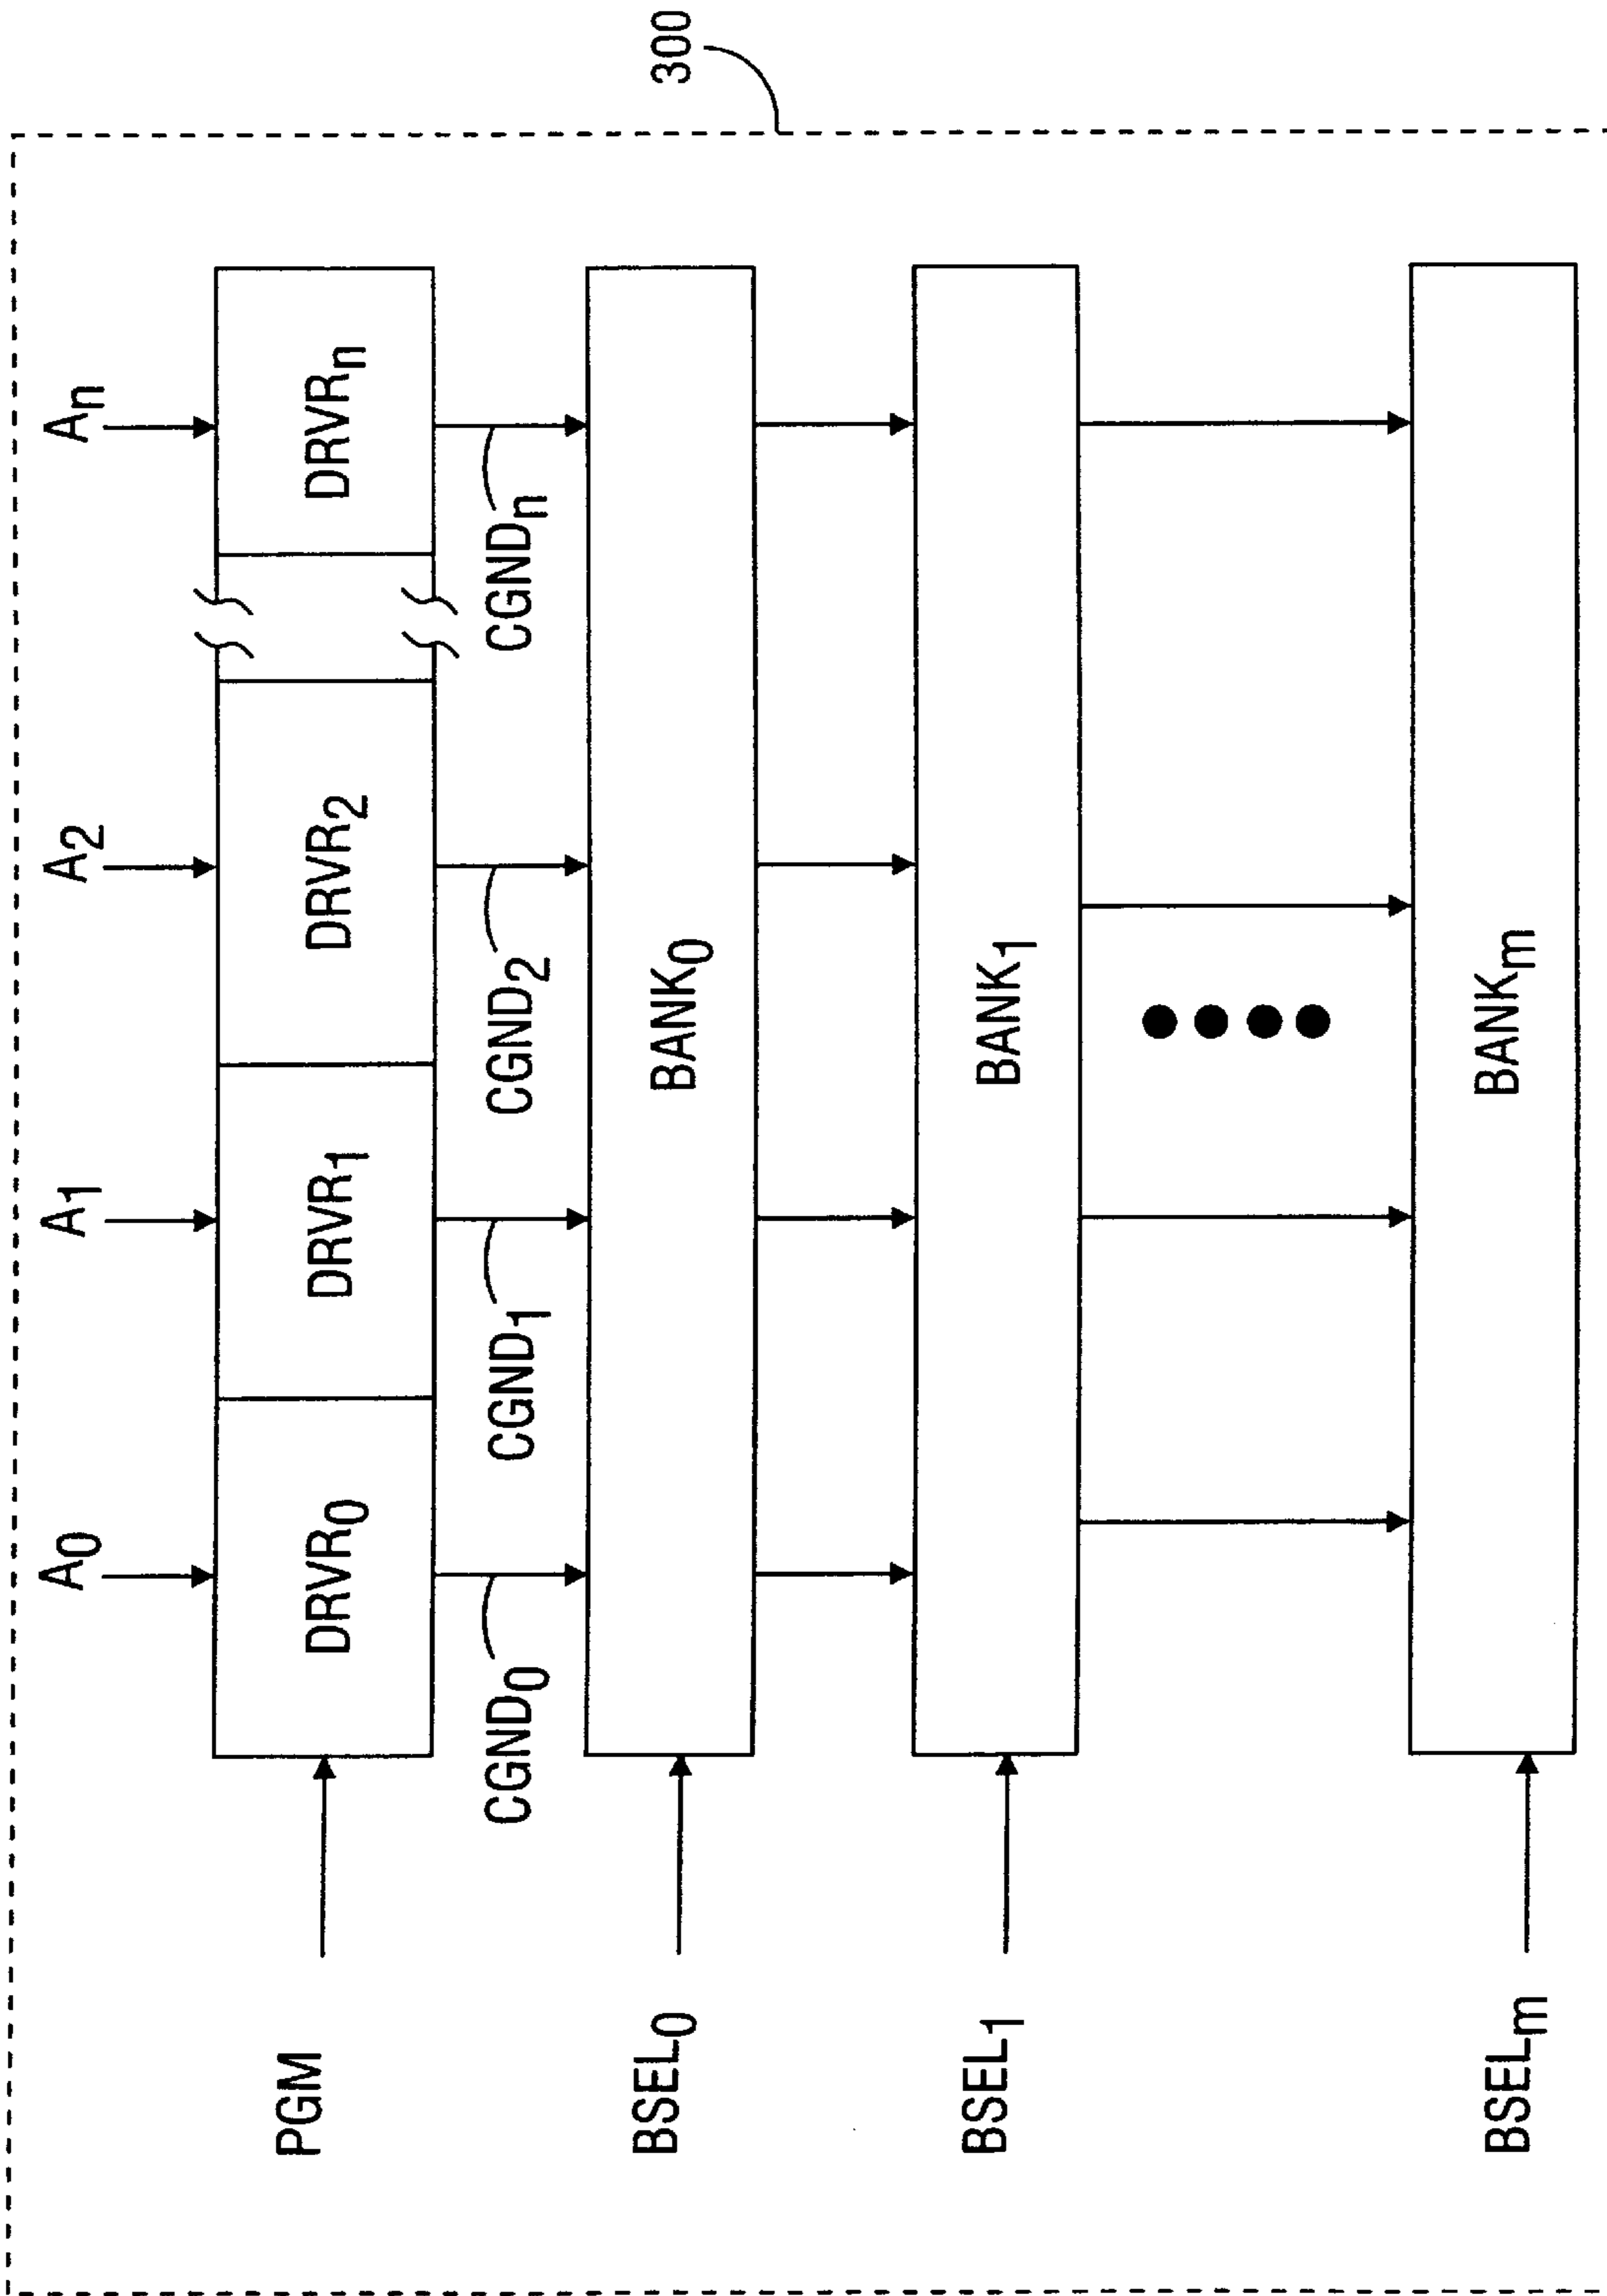 300
A0 A1 A2 An
PGM DRVR0 DRVR1 DRVR2 DRVRn
CGND0 CGND1 CGND2 CGNDn
BSEL0 BANK0
BSEL1 BANK1
BSELm BANKm